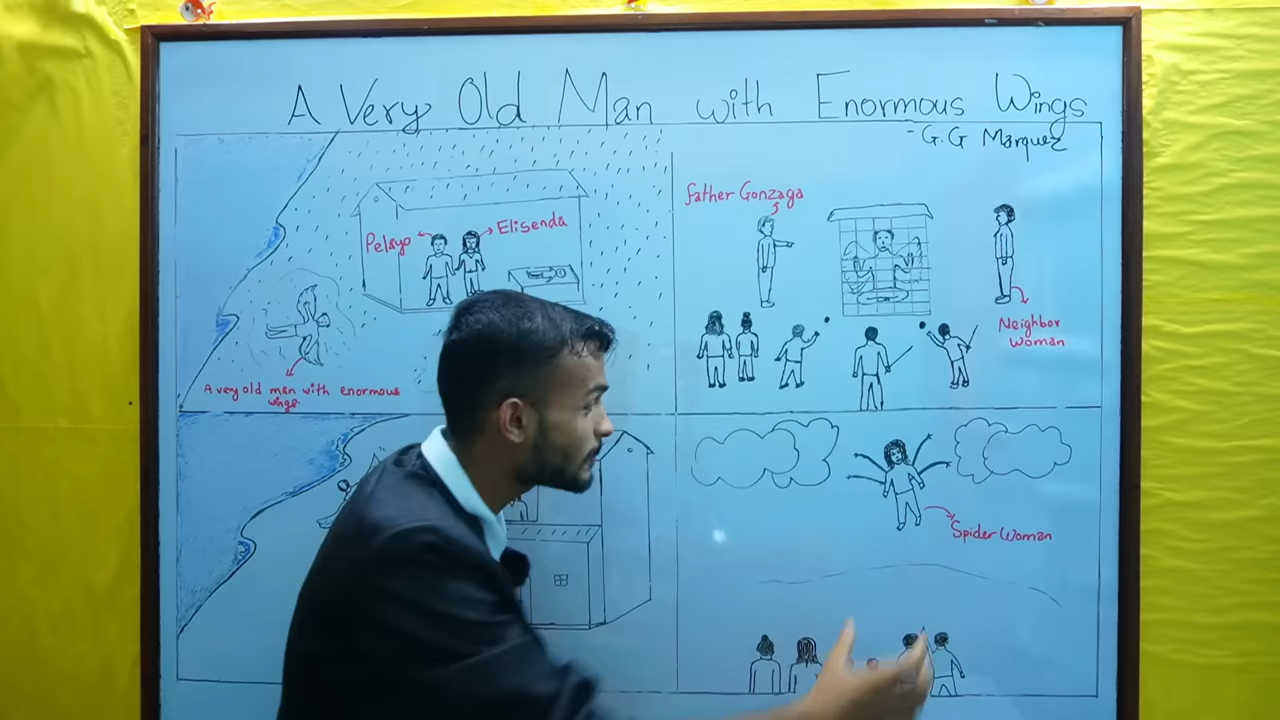 A Very Old Man with Enormous Wings
- G.G Marquez
Pelayo
Elisenda
A very old man with enormous
wings.
Father Gonzaga
Neighbor
woman
Spider Woman